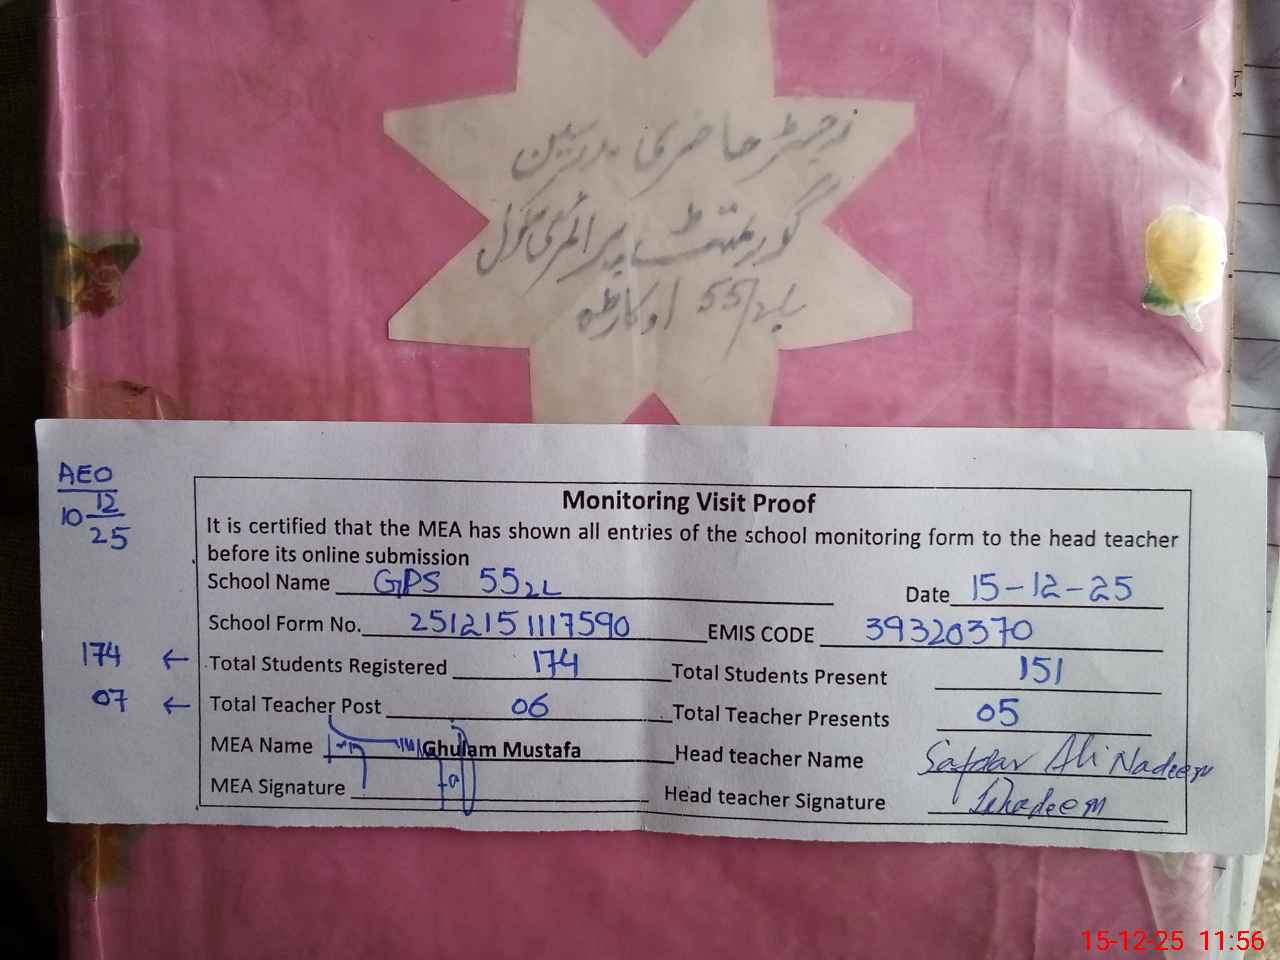 رجسٹر حاضری مدرسین
گورنمنٹ پرائمری سکول
55/2L اوکاڑہ
AEO
10 12
25
Monitoring Visit Proof
It is certified that the MEA has shown all entries of the school monitoring form to the head teacher
before its online submission
School Name GPS 55 2L Date 15-12-25
School Form No. 2512151117590 EMIS CODE 39320370
174 ← Total Students Registered 174 Total Students Present 151
07 ← Total Teacher Post 06 Total Teacher Presents 05
MEA Name Ghulam Mustafa Head teacher Name Safdar Ali Nadeem
MEA Signature Head teacher Signature
15-12-25 11:56